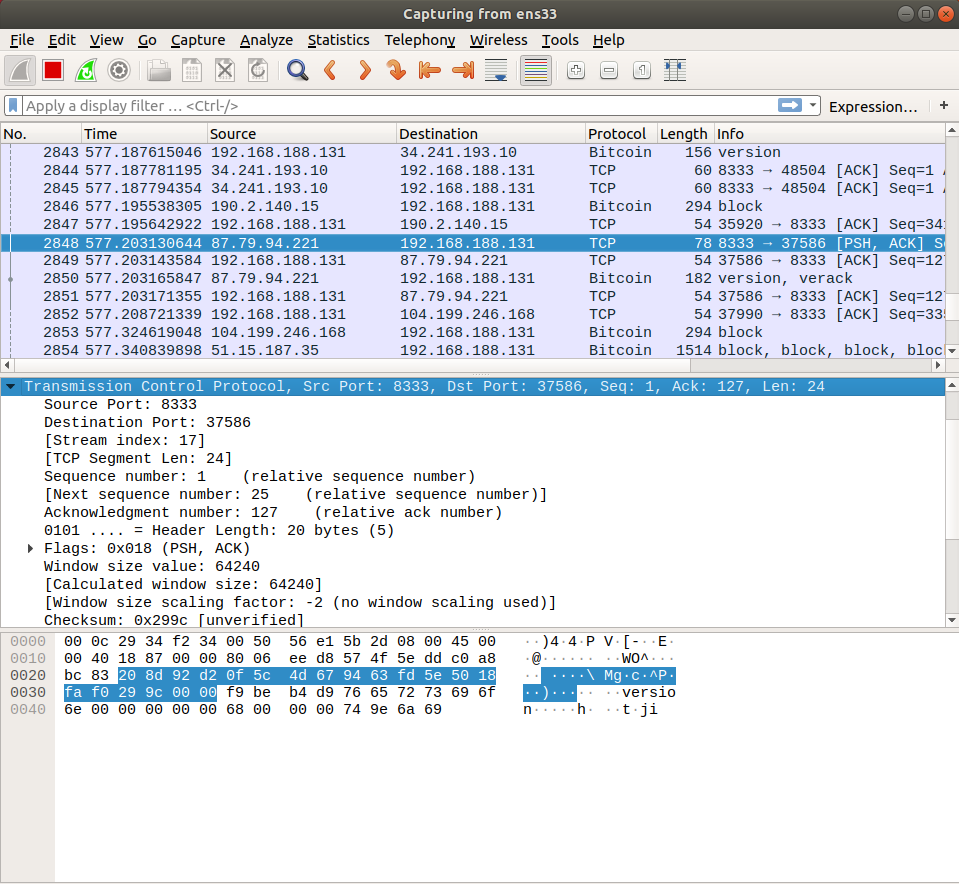 Capturing from ens33
File Edit View Go Capture Analyze Statistics Telephony Wireless Tools Help
Apply a display filter … <Ctrl-/> Expression… +
No. Time Source Destination Protocol Length Info
2843 577.187615046 192.168.188.131 34.241.193.10 Bitcoin 156 version
2844 577.187781195 34.241.193.10 192.168.188.131 TCP 60 8333 → 48504 [ACK] Seq=1
2845 577.187794354 34.241.193.10 192.168.188.131 TCP 60 8333 → 48504 [ACK] Seq=1
2846 577.195538305 190.2.140.15 192.168.188.131 Bitcoin 294 block
2847 577.195642922 192.168.188.131 190.2.140.15 TCP 54 35920 → 8333 [ACK] Seq=341
2848 577.203130644 87.79.94.221 192.168.188.131 TCP 78 8333 → 37586 [PSH, ACK] S
2849 577.203143584 192.168.188.131 87.79.94.221 TCP 54 37586 → 8333 [ACK] Seq=127
2850 577.203165847 87.79.94.221 192.168.188.131 Bitcoin 182 version, verack
2851 577.203171355 192.168.188.131 87.79.94.221 TCP 54 37586 → 8333 [ACK] Seq=127
2852 577.208721339 192.168.188.131 104.199.246.168 TCP 54 37990 → 8333 [ACK] Seq=335
2853 577.324619048 104.199.246.168 192.168.188.131 Bitcoin 294 block
2854 577.340839898 51.15.187.35 192.168.188.131 Bitcoin 1514 block, block, block, bloc
Transmission Control Protocol, Src Port: 8333, Dst Port: 37586, Seq: 1, Ack: 127, Len: 24
Source Port: 8333
Destination Port: 37586
[Stream index: 17]
[TCP Segment Len: 24]
Sequence number: 1 (relative sequence number)
[Next sequence number: 25 (relative sequence number)]
Acknowledgment number: 127 (relative ack number)
0101 .... = Header Length: 20 bytes (5)
Flags: 0x018 (PSH, ACK)
Window size value: 64240
[Calculated window size: 64240]
[Window size scaling factor: -2 (no window scaling used)]
Checksum: 0x299c [unverified]
0000 00 0c 29 34 f2 34 00 50 56 e1 5b 2d 08 00 45 00 ··)4·4·P V·[-··E·
0010 00 40 18 87 00 00 80 06 ee d8 57 4f 5e dd c0 a8 ·@······ ··WO^···
0020 bc 83 20 8d 92 d2 0f 5c 4d 67 94 63 fd 5e 50 18 ·· ····\ Mg·c·^P·
0030 fa f0 29 9c 00 00 f9 be b4 d9 76 65 72 73 69 6f ··)····· ··versio
0040 6e 00 00 00 00 00 68 00 00 00 74 9e 6a 69 n·····h· ··t·ji